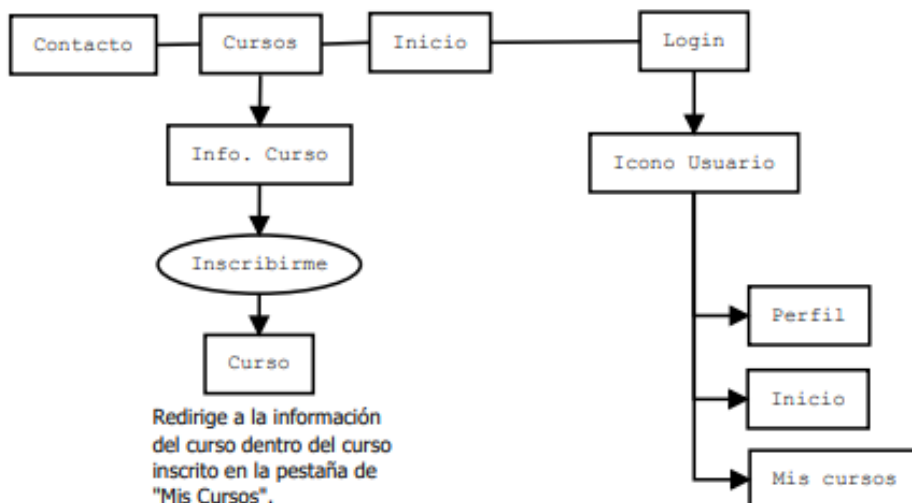 Contacto
Cursos
Inicio
Login
Info. Curso
Icono Usuario
Inscribirme
Perfil
Curso
Inicio
Redirige a la información
del curso dentro del curso
inscrito en la pestaña de
"Mis Cursos".
Mis cursos